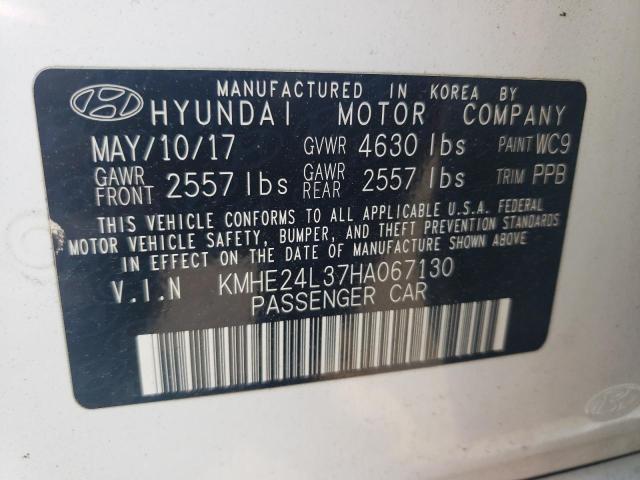 MANUFACTURED IN KOREA BY
HYUNDAI MOTOR COMPANY
MAY/10/17 GVWR 4630 lbs PAINT WC9
GAWR FRONT 2557 lbs GAWR REAR 2557 lbs TRIM PPB
THIS VEHICLE CONFORMS TO ALL APPLICABLE U.S.A. FEDERAL
MOTOR VEHICLE SAFETY, BUMPER, AND THEFT PREVENTION STANDARDS
IN EFFECT ON THE DATE OF MANUFACTURE SHOWN ABOVE.
V.I.N KMHE24L37HA067130
PASSENGER CAR